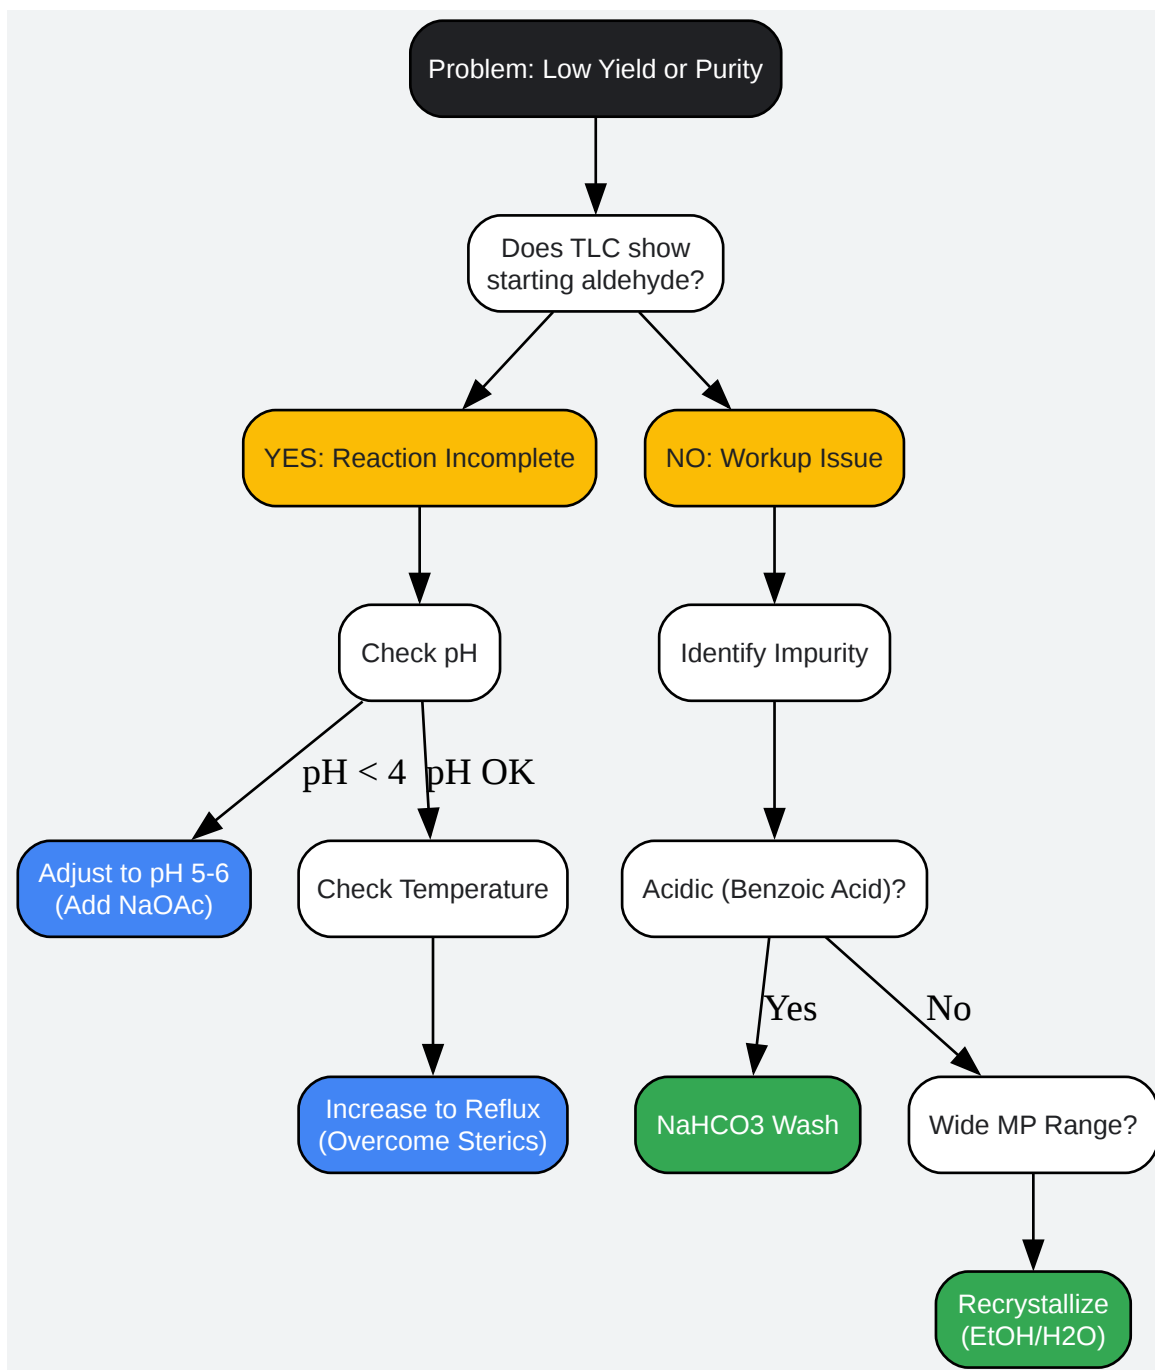 Problem: Low Yield or Purity
Does TLC show
starting aldehyde?
YES: Reaction Incomplete
NO: Workup Issue
Check pH
Identify Impurity
pH < 4
pH OK
Adjust to pH 5-6
(Add NaOAc)
Check Temperature
Acidic (Benzoic Acid)?
Yes
No
Increase to Reflux
(Overcome Sterics)
NaHCO3 Wash
Wide MP Range?
Recrystallize
(EtOH/H2O)